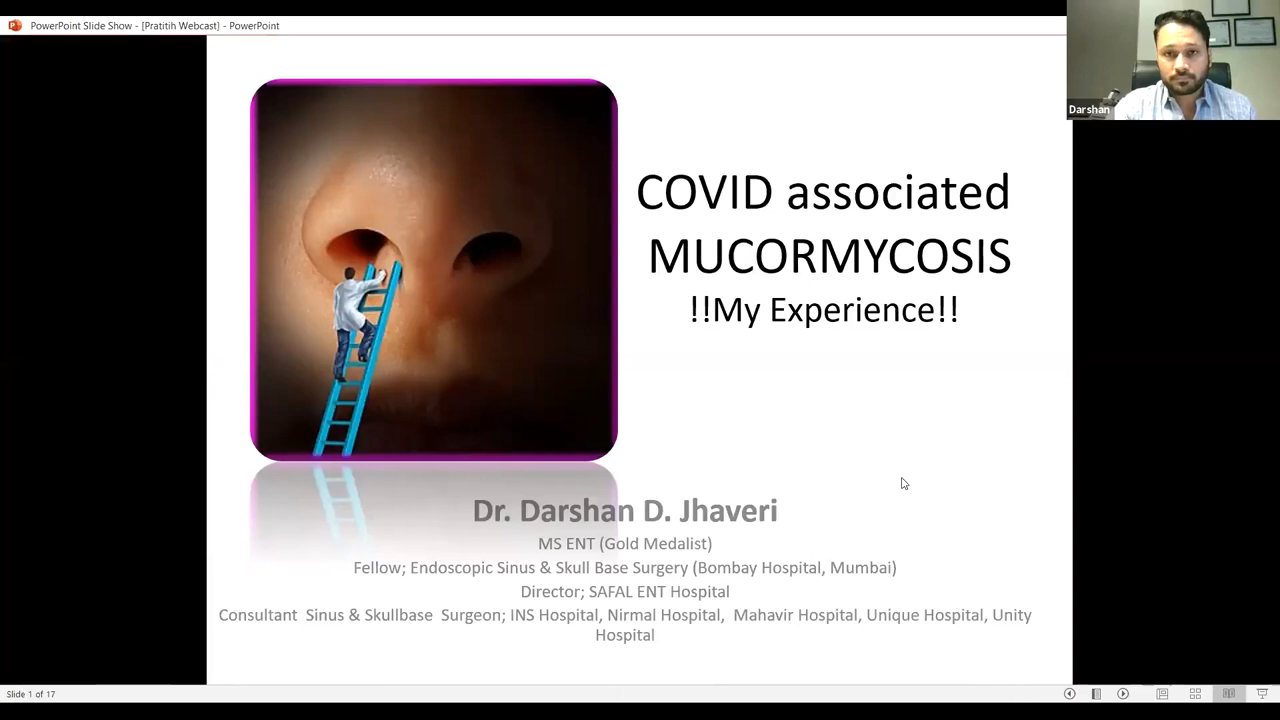 PowerPoint Slide Show - [Pratitih Webcast] - PowerPoint
Darshan
COVID associated
MUCORMYCOSIS
!!My Experience!!
Dr. Darshan D. Jhaveri
MS ENT (Gold Medalist)
Fellow; Endoscopic Sinus & Skull Base Surgery (Bombay Hospital, Mumbai)
Director; SAFAL ENT Hospital
Consultant Sinus & Skullbase Surgeon; INS Hospital, Nirmal Hospital, Mahavir Hospital, Unique Hospital, Unity
Hospital
Slide 1 of 17